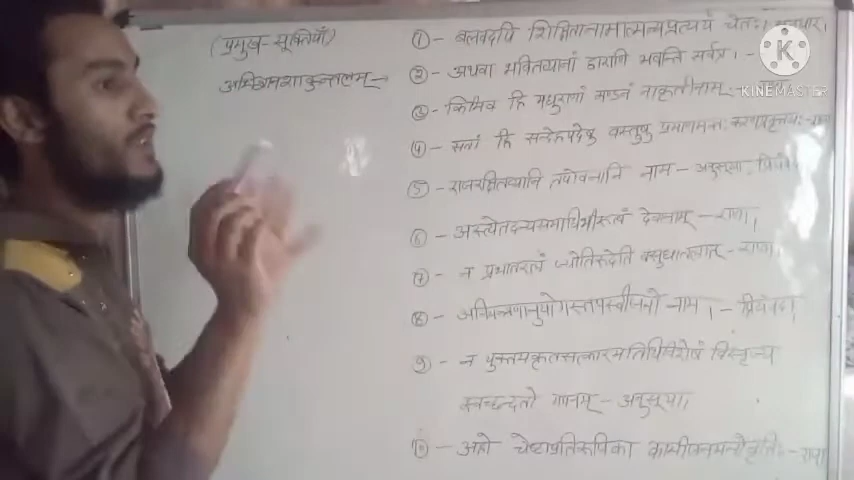 (प्रमुख-सूक्तियाँ)
अभिज्ञानशाकुन्तलम् →
① - बलवदपि शिक्षितानामात्मन्यप्रत्ययं चेतः।
② - अथवा भवितव्यानां द्वाराणि भवन्ति सर्वत्र। -
③ - किमिव हि मधुराणां मण्डनं नाकृतीनाम् -
④ - सतां हि सन्देहपदेषु वस्तुषु प्रमाणमन्तःकरणप्रवृत्तयः -
⑤ - राजरक्षितव्यानि तपोवनानि नाम - अनुसूया,
⑥ - अस्त्येतदन्यसमाधिभीरुत्वं देवानाम् - राजा।
⑦ - न प्रभातरलं ज्योतिरुदेति वसुधातलात् - राजा
⑧ - अनियन्त्रणानुयोगस्तपस्वीजनो नाम। - प्रियंवदा,
9 - न युक्तमकृतसत्कारमतिथिविशेषं विसृज्य
स्वच्छन्दतो गमनम् - अनुसूया,
⑩ - अहो चेष्टाप्रतिरूपिका कामीजनमनोवृत्तिः - राजा
KINEMASTER